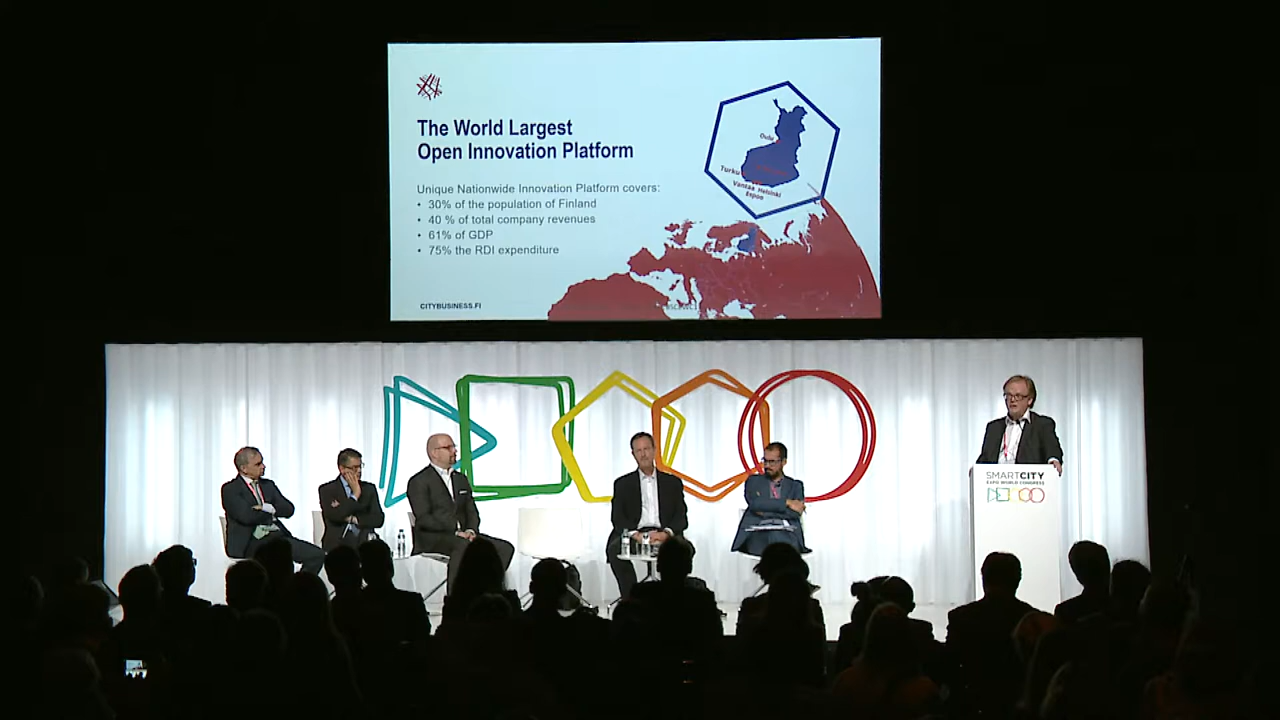 The World Largest
Open Innovation Platform
Unique Nationwide Innovation Platform covers:
• 30% of the population of Finland
• 40 % of total company revenues
• 61% of GDP
• 75% the RDI expenditure
CITYBUSINESS.FI
Oulu
Turku
Vantaa Helsinki
Espoo
SMARTCITY
EXPO WORLD CONGRESS